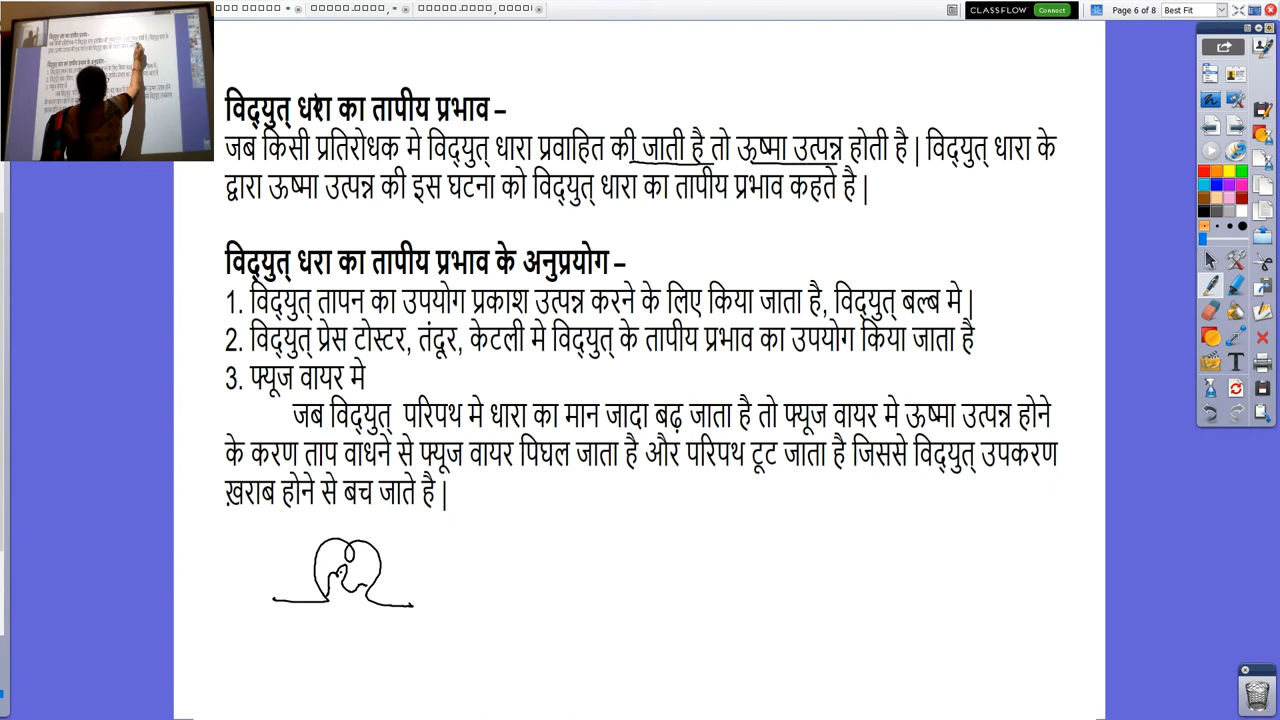 CLASSFLOW Connect Page 6 of 8 Best Fit
विद्युत् धरा का तापीय प्रभाव –
जब किसी प्रतिरोधक मे विद्युत् धारा प्रवाहित की जाती है तो ऊष्मा उत्पन्न होती है | विद्युत् धारा के
द्वारा ऊष्मा उत्पन्न की इस घटना को विद्युत् धारा का तापीय प्रभाव कहते है |
विद्युत् धरा का तापीय प्रभाव के अनुप्रयोग –
1. विद्युत् तापन का उपयोग प्रकाश उत्पन्न करने के लिए किया जाता है, विद्युत् बल्ब मे |
2. विद्युत् प्रेस टोस्टर, तंदूर, केटली मे विद्युत् के तापीय प्रभाव का उपयोग किया जाता है
3. फ्यूज वायर मे
जब विद्युत् परिपथ मे धारा का मान जादा बढ़ जाता है तो फ्यूज वायर मे ऊष्मा उत्पन्न होने
के करण ताप वाधने से फ्यूज वायर पिघल जाता है और परिपथ टूट जाता है जिससे विद्युत् उपकरण
ख़राब होने से बच जाते है |